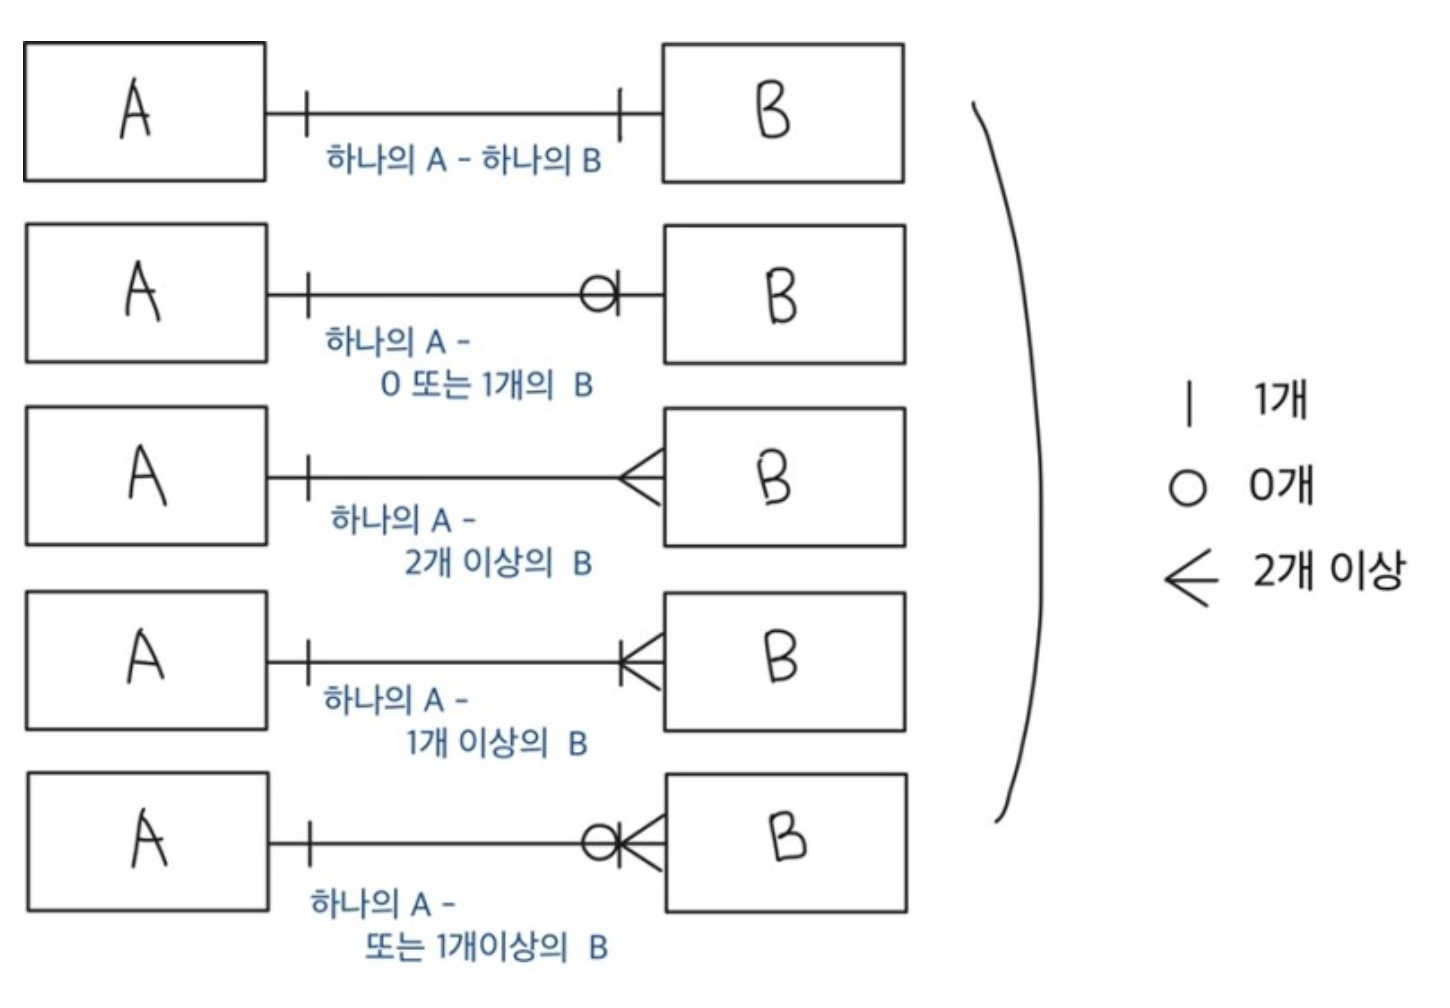 A
B
하나의 A - 하나의 B
A
B
하나의 A -
0 또는 1개의 B
A
B
하나의 A -
2개 이상의 B
A
B
하나의 A -
1개 이상의 B
A
B
하나의 A -
또는 1개이상의 B
1개
0개
2개 이상